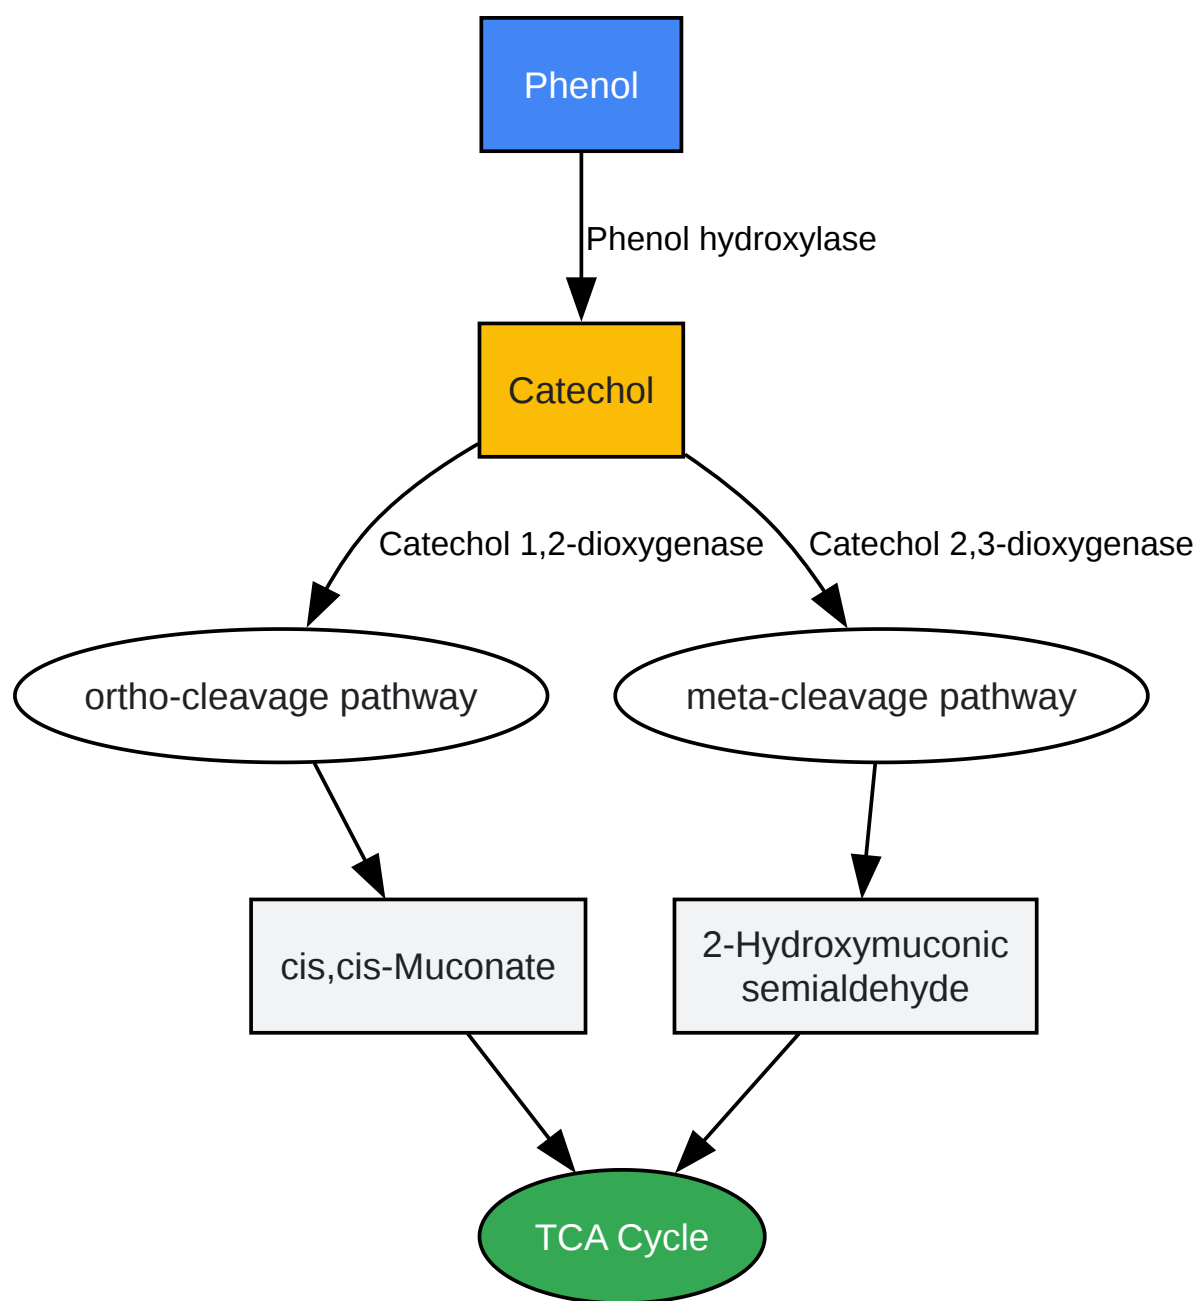 Phenol
Phenol hydroxylase
Catechol
Catechol 1,2-dioxygenase
Catechol 2,3-dioxygenase
ortho-cleavage pathway
meta-cleavage pathway
cis,cis-Muconate
2-Hydroxymuconic
semialdehyde
TCA Cycle